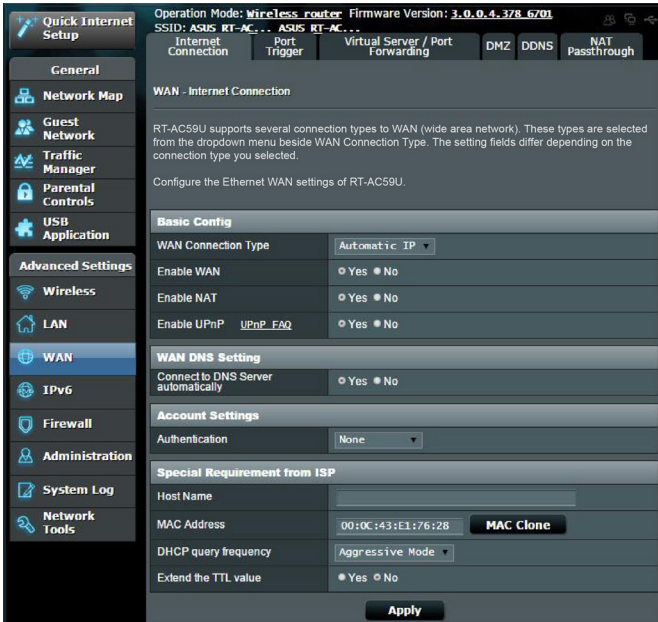 Quick Internet
Setup
General
Network Map
Guest
Network
Traffic
Manager
Parental
Controls
USB
Application
Advanced Settings
Wireless
LAN
WAN
IPv6
Firewall
Administration
System Log
Network
Tools
Operation Mode: Wireless router Firmware Version: 3.0.0.4.378_6701
SSID: ASUS RT-AC... ASUS RT-AC...
Internet
Connection
Port
Trigger
Virtual Server / Port
Forwarding
DMZ
DDNS
NAT
Passthrough
WAN - Internet Connection
RT-AC59U supports several connection types to WAN (wide area network). These types are selected
from the dropdown menu beside WAN Connection Type. The setting fields differ depending on the
connection type you selected.
Configure the Ethernet WAN settings of RT-AC59U.
Basic Config
WAN Connection Type Automatic IP
Enable WAN Yes No
Enable NAT Yes No
Enable UPnP UPnP FAQ Yes No
WAN DNS Setting
Connect to DNS Server
automatically Yes No
Account Settings
Authentication None
Special Requirement from ISP
Host Name
MAC Address 00:0C:43:E1:76:28 MAC Clone
DHCP query frequency Aggressive Mode
Extend the TTL value Yes No
Apply